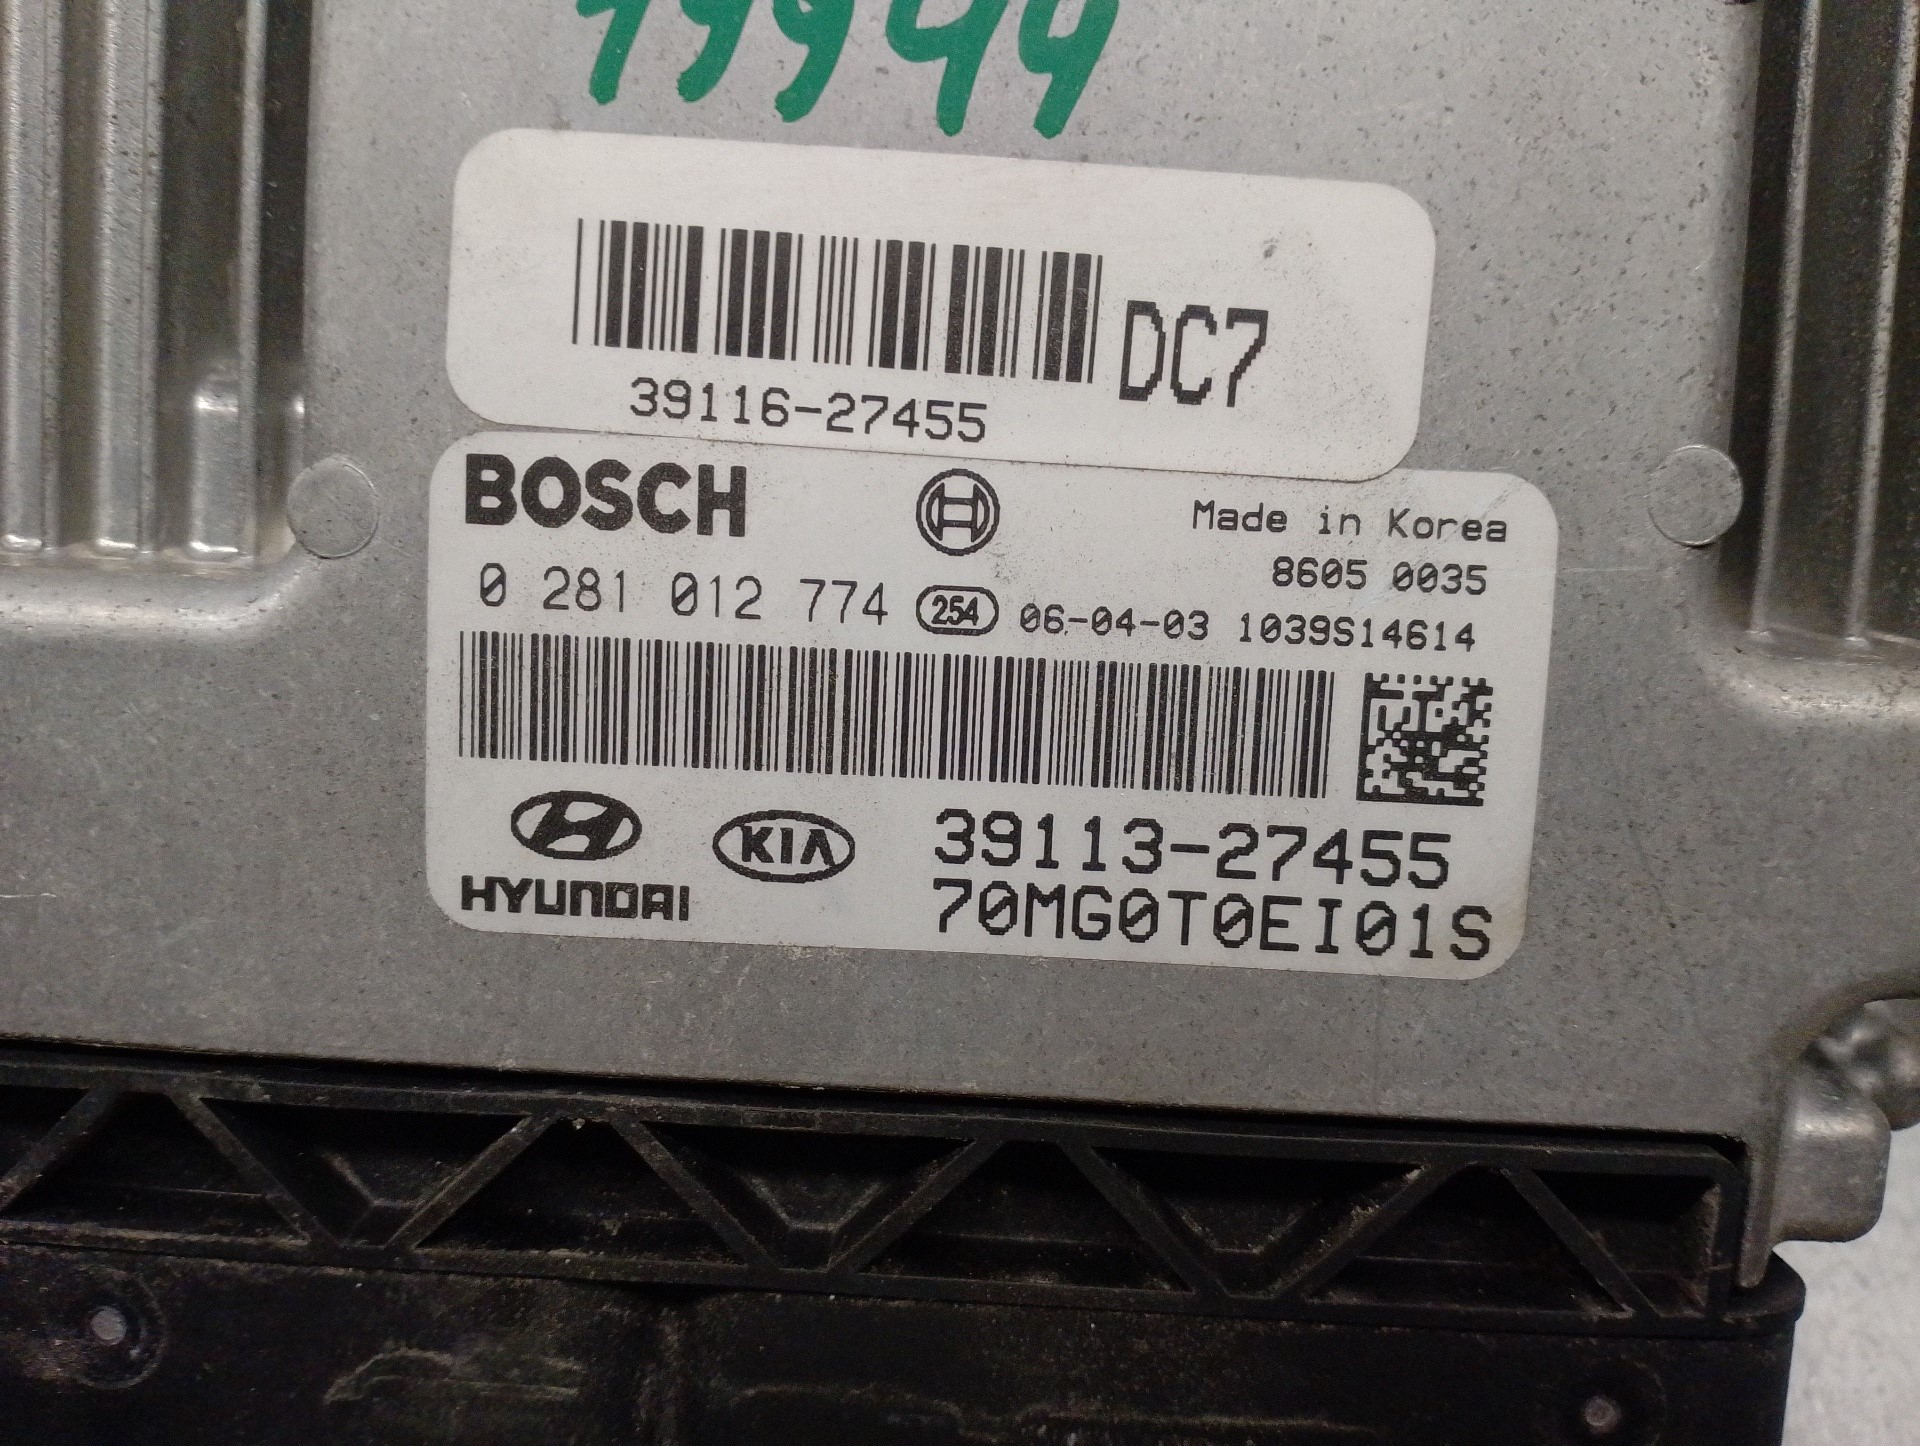 39116-27455
DC7
BOSCH
Made in Korea
8605 0035
0 281 012 774 254 06-04-03 1039S14614
HYUNDAI
KIA
39113-27455
70MG0T0EI01S